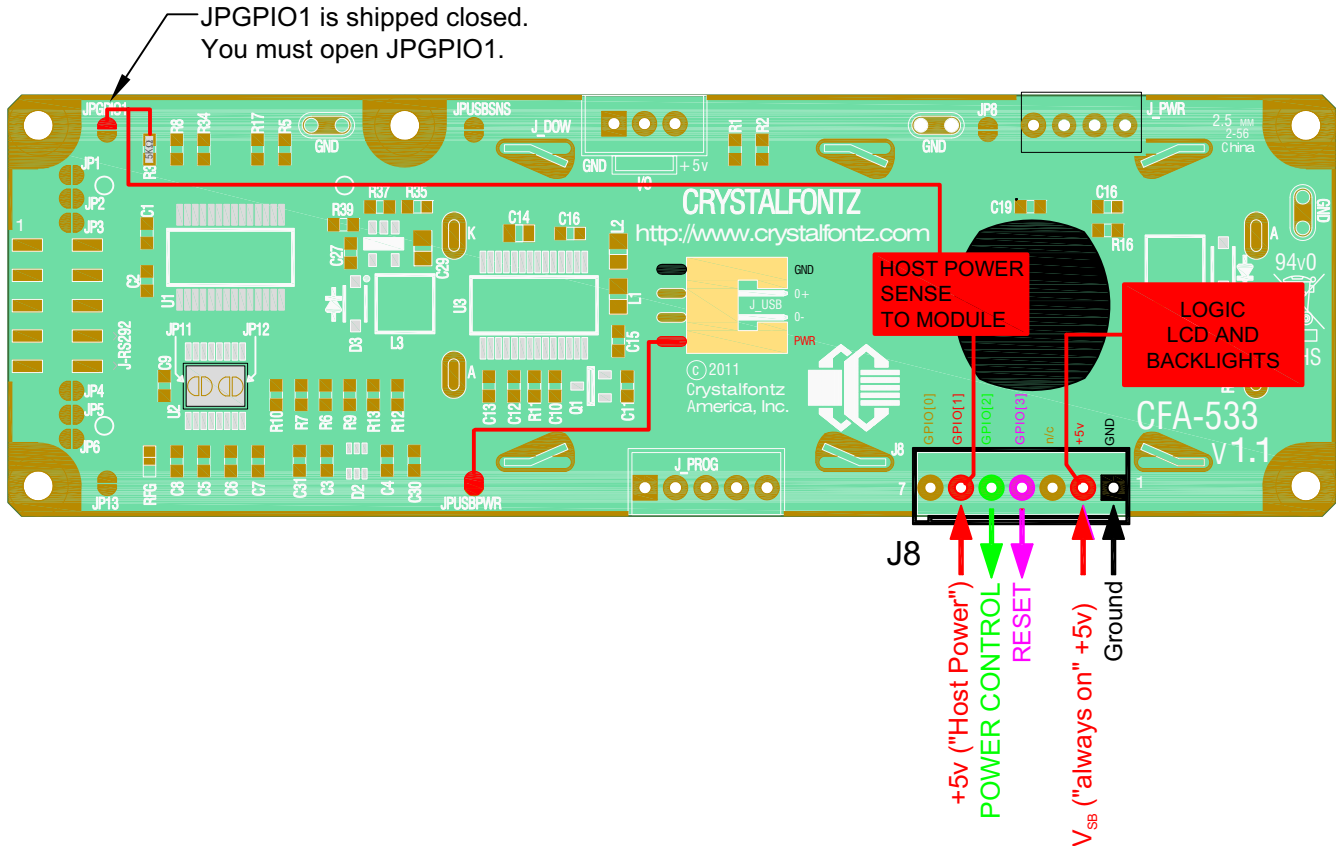 JPGPIO1 is shipped closed.
You must open JPGPIO1.
JPGPIO1
JPUSBSNS
J_DOW
JP8
J_PWR
R3
5KΩ
R8
R34
R17
R5
GND
GND
+5v
R1
R2
GND
2.5 MM
2-56
China
JP1
JP2
JP3
1
C1
C2
U1
R39
R37
R35
C27
C29
K
C14
C16
L2
CRYSTALFONTZ
http://www.crystalfontz.com
C19
C16
R16
GND
A
94v0
J-RS292
JP11
JP12
D3
L3
U3
L1
C15
GND
0+
J_USB
0-
PWR
HOST POWER
SENSE
TO MODULE
LOGIC
LCD AND
BACKLIGHTS
HS
C9
U2
JP4
JP5
JP6
R10
R7
R6
R9
R13
R12
A
C13
C12
R11
C10
Q1
C11
©2011
Crystalfontz
America, Inc.
CFA-533
v1.1
GPIO[0]
GPIO[1]
GPIO[2]
GPIO[3]
n/c
+5v
GND
JP13
RFG
C8
C5
C6
C7
C31
C3
D2
C4
C30
JPUSBPWR
J_PROG
J8
7
1
J8
+5v ("Host Power")
POWER CONTROL
RESET
VSB ("always on" +5v)
Ground